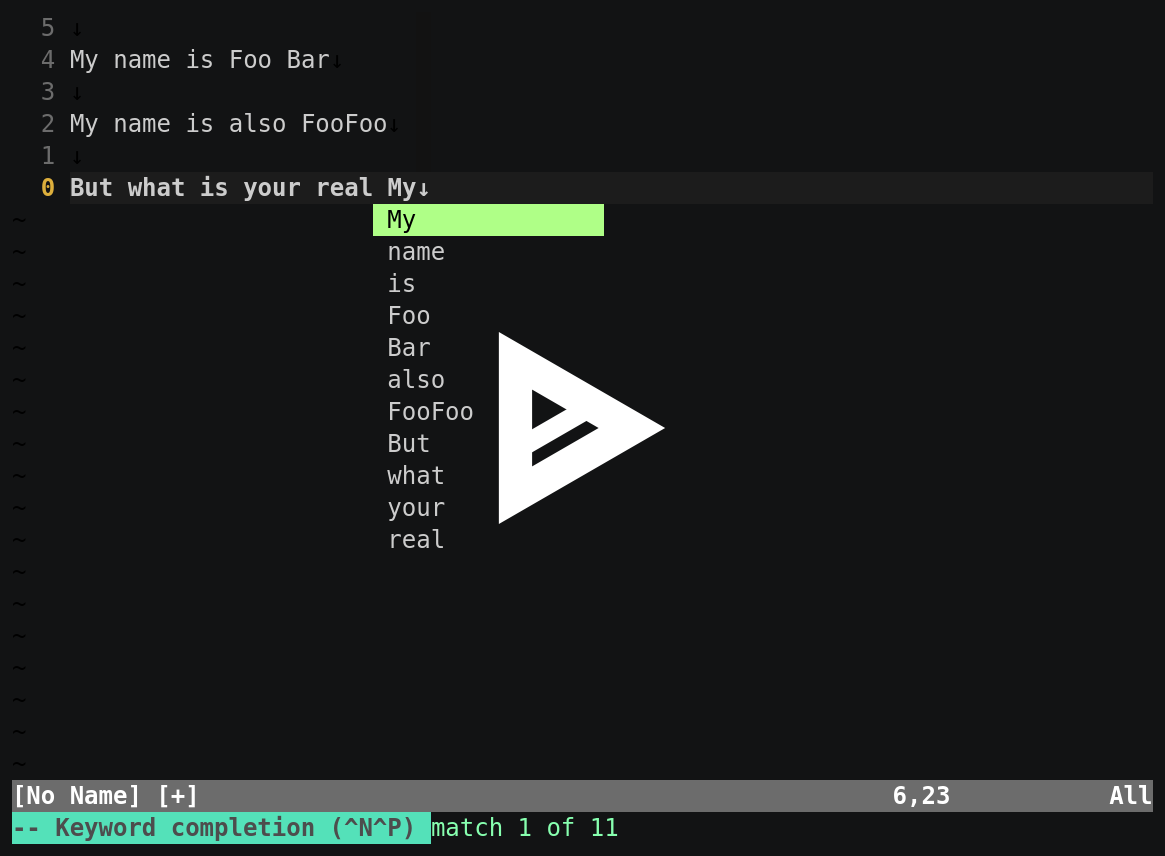 5 ↓
4 My name is Foo Bar↓
3 ↓
2 My name is also FooFoo↓
1 ↓
0 But what is your real My↓
~ My
~ name
~ is
~ Foo
~ Bar
~ also
~ FooFoo
~ But
~ what
~ your
~ real
~
~
~
~
~
~
~
[No Name] [+] 6,23 All
-- Keyword completion (^N^P) match 1 of 11